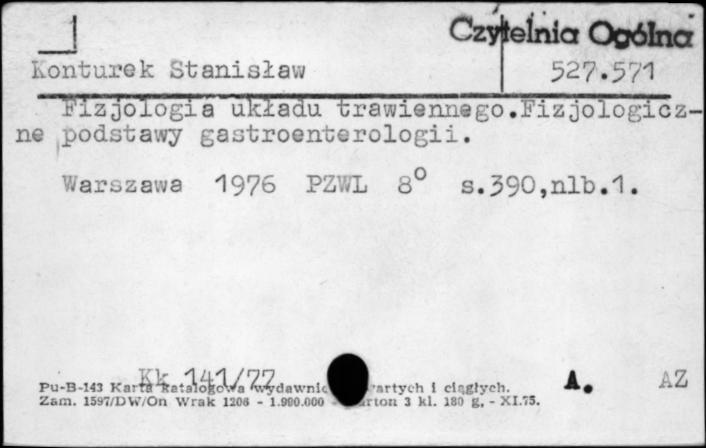 Czytelnia Ogólna
Konturek Stanisław 527.571
Fizjologia układu trawiennego.Fizjologicz-
ne podstawy gastroenterologii.
Warszawa 1976 PZWL 8° s.390,nlb.1.
Kk 141/77 A. AZ
Pu-B-143 Karta katalogowa wydawnic artych i ciągłych.
Zam. 1597/DW/On Wrak 1206 - 1.990.000 - rton 3 kl. 180 g, - XI.75.